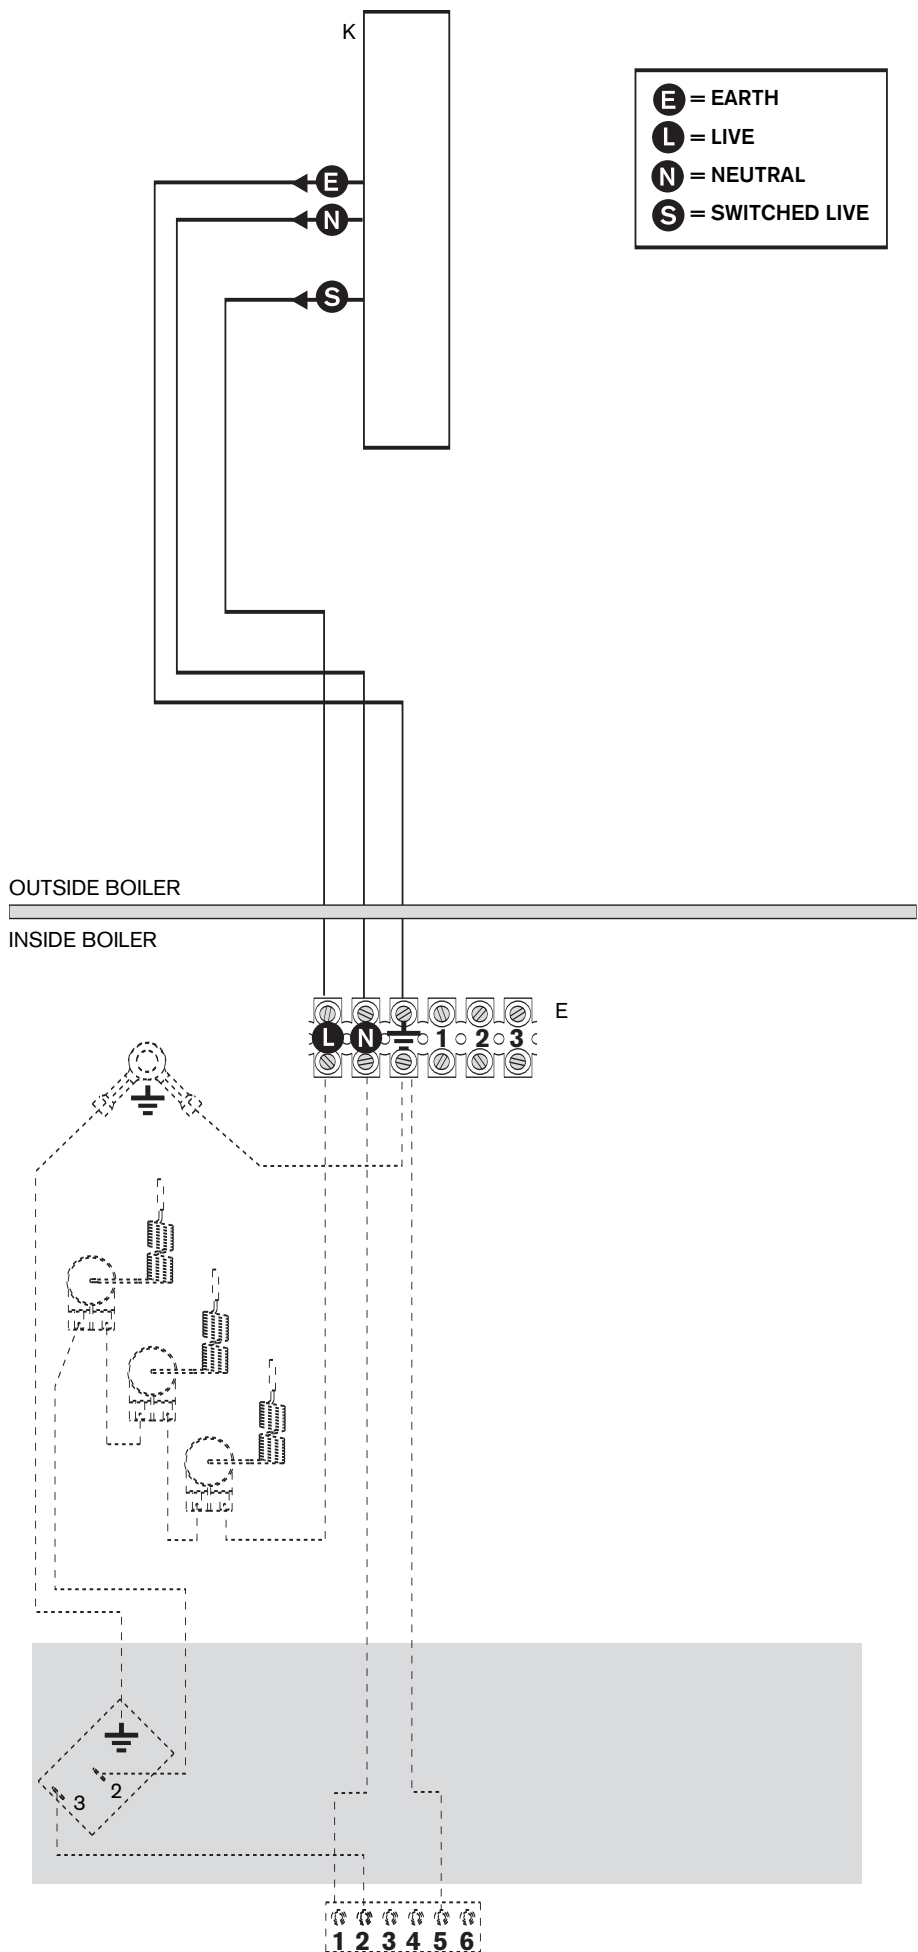 K
E = EARTH
L = LIVE
N = NEUTRAL
S = SWITCHED LIVE
E
N
S
OUTSIDE BOILER
INSIDE BOILER
E
L N 1 2 3
2
3
1 2 3 4 5 6